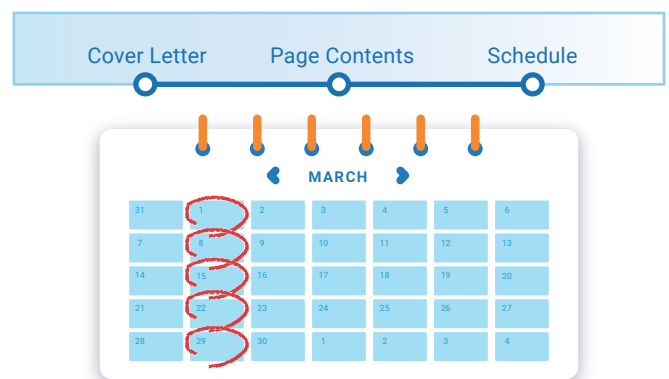 Cover Letter Page Contents Schedule
MARCH
31 1 2 3 4 5 6
7 8 9 10 11 12 13
14 15 16 17 18 19 20
21 22 23 24 25 26 27
28 29 30 1 2 3 4